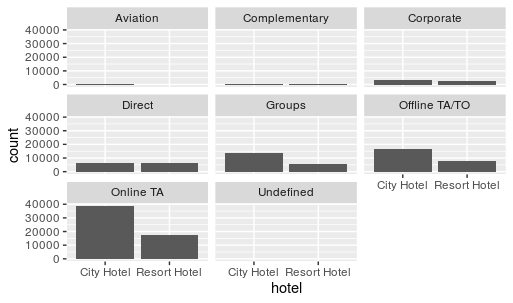 Aviation
Complementary
Corporate
40000
30000
20000
10000
0
Direct
Groups
Offline TA/TO
40000
30000
20000
10000
0
City Hotel Resort Hotel
Online TA
Undefined
40000
30000
20000
10000
0
City Hotel Resort Hotel
City Hotel Resort Hotel
count
hotel